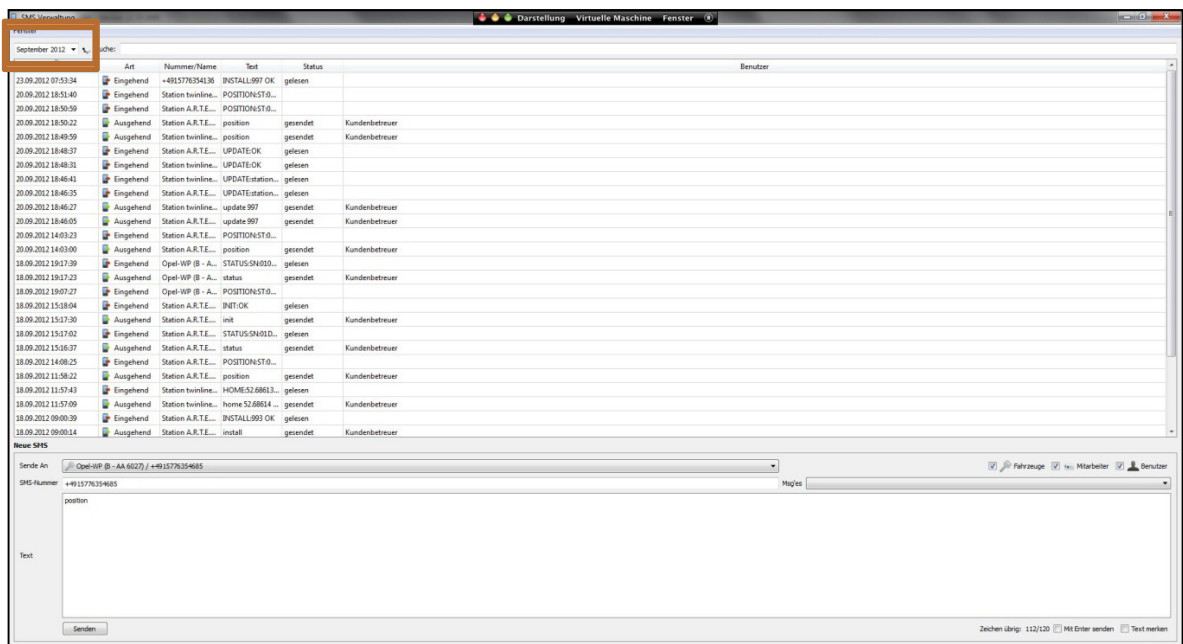 SMS Verwaltung
Darstellung Virtuelle Maschine Fenster
Fenster
September 2012 Suche:
Art Nummer/Name Text Status Benutzer
23.09.2012 07:53:34 Eingehend +4915776354136 INSTALL:997 OK gelesen
20.09.2012 18:51:40 Eingehend Station twinline... POSITION:ST:0...
20.09.2012 18:50:59 Eingehend Station A.R.T.E.... POSITION:ST:0...
20.09.2012 18:50:22 Ausgehend Station A.R.T.E.... position gesendet Kundenbetreuer
20.09.2012 18:49:59 Ausgehend Station twinline... position gesendet Kundenbetreuer
20.09.2012 18:48:37 Eingehend Station A.R.T.E.... UPDATE:OK gelesen
20.09.2012 18:48:31 Eingehend Station twinline... UPDATE:OK gelesen
20.09.2012 18:46:41 Eingehend Station twinline... UPDATE:station... gelesen
20.09.2012 18:46:35 Eingehend Station A.R.T.E.... UPDATE:station... gelesen
20.09.2012 18:46:27 Ausgehend Station twinline... update 997 gesendet Kundenbetreuer
20.09.2012 18:46:05 Ausgehend Station A.R.T.E.... update 997 gesendet Kundenbetreuer
20.09.2012 14:03:23 Eingehend Station A.R.T.E.... POSITION:ST:0...
20.09.2012 14:03:00 Ausgehend Station A.R.T.E.... position gesendet Kundenbetreuer
18.09.2012 19:17:39 Eingehend Opel-WP (B - A... STATUS:SN:010... gelesen
18.09.2012 19:17:23 Ausgehend Opel-WP (B - A... status gesendet Kundenbetreuer
18.09.2012 19:07:27 Eingehend Opel-WP (B - A... POSITION:ST:0...
18.09.2012 15:18:04 Eingehend Station A.R.T.E.... INIT:OK gelesen
18.09.2012 15:17:30 Ausgehend Station A.R.T.E.... init gesendet Kundenbetreuer
18.09.2012 15:17:02 Eingehend Station A.R.T.E.... STATUS:SN:01D... gelesen
18.09.2012 15:16:37 Ausgehend Station A.R.T.E.... status gesendet Kundenbetreuer
18.09.2012 14:08:25 Eingehend Station A.R.T.E.... POSITION:ST:0...
18.09.2012 11:58:22 Ausgehend Station A.R.T.E.... position gesendet Kundenbetreuer
18.09.2012 11:57:43 Eingehend Station twinline... HOME:52.68613... gelesen
18.09.2012 11:57:09 Ausgehend Station twinline... home 52.68614 ... gesendet Kundenbetreuer
18.09.2012 09:00:39 Eingehend Station A.R.T.E.... INSTALL:993 OK gelesen
18.09.2012 09:00:14 Ausgehend Station A.R.T.E.... install gesendet Kundenbetreuer
Neue SMS
Sende An Opel-WP (B - AA 6027) / +4915776354685 Fahrzeuge Mitarbeiter Benutzer
SMS-Nummer +4915776354685 Msg'es
position
Text
Senden Zeichen übrig: 112/120 Mit Enter senden Text merken